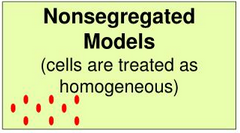 Nonsegregated
Models
(cells are treated as
homogeneous)